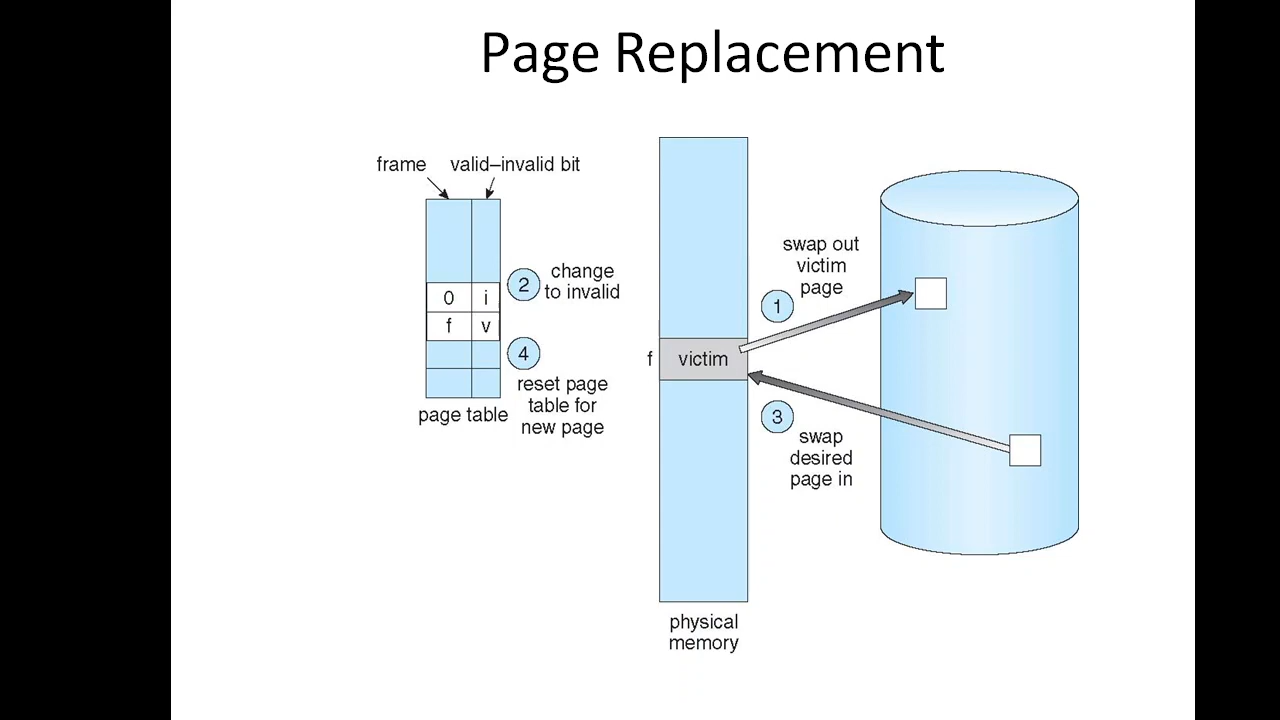 Page Replacement
frame
valid–invalid bit
0
i
f
v
2
change
to invalid
4
reset page
table for
new page
page table
f
victim
physical
memory
swap out
victim
page
1
3
swap
desired
page in